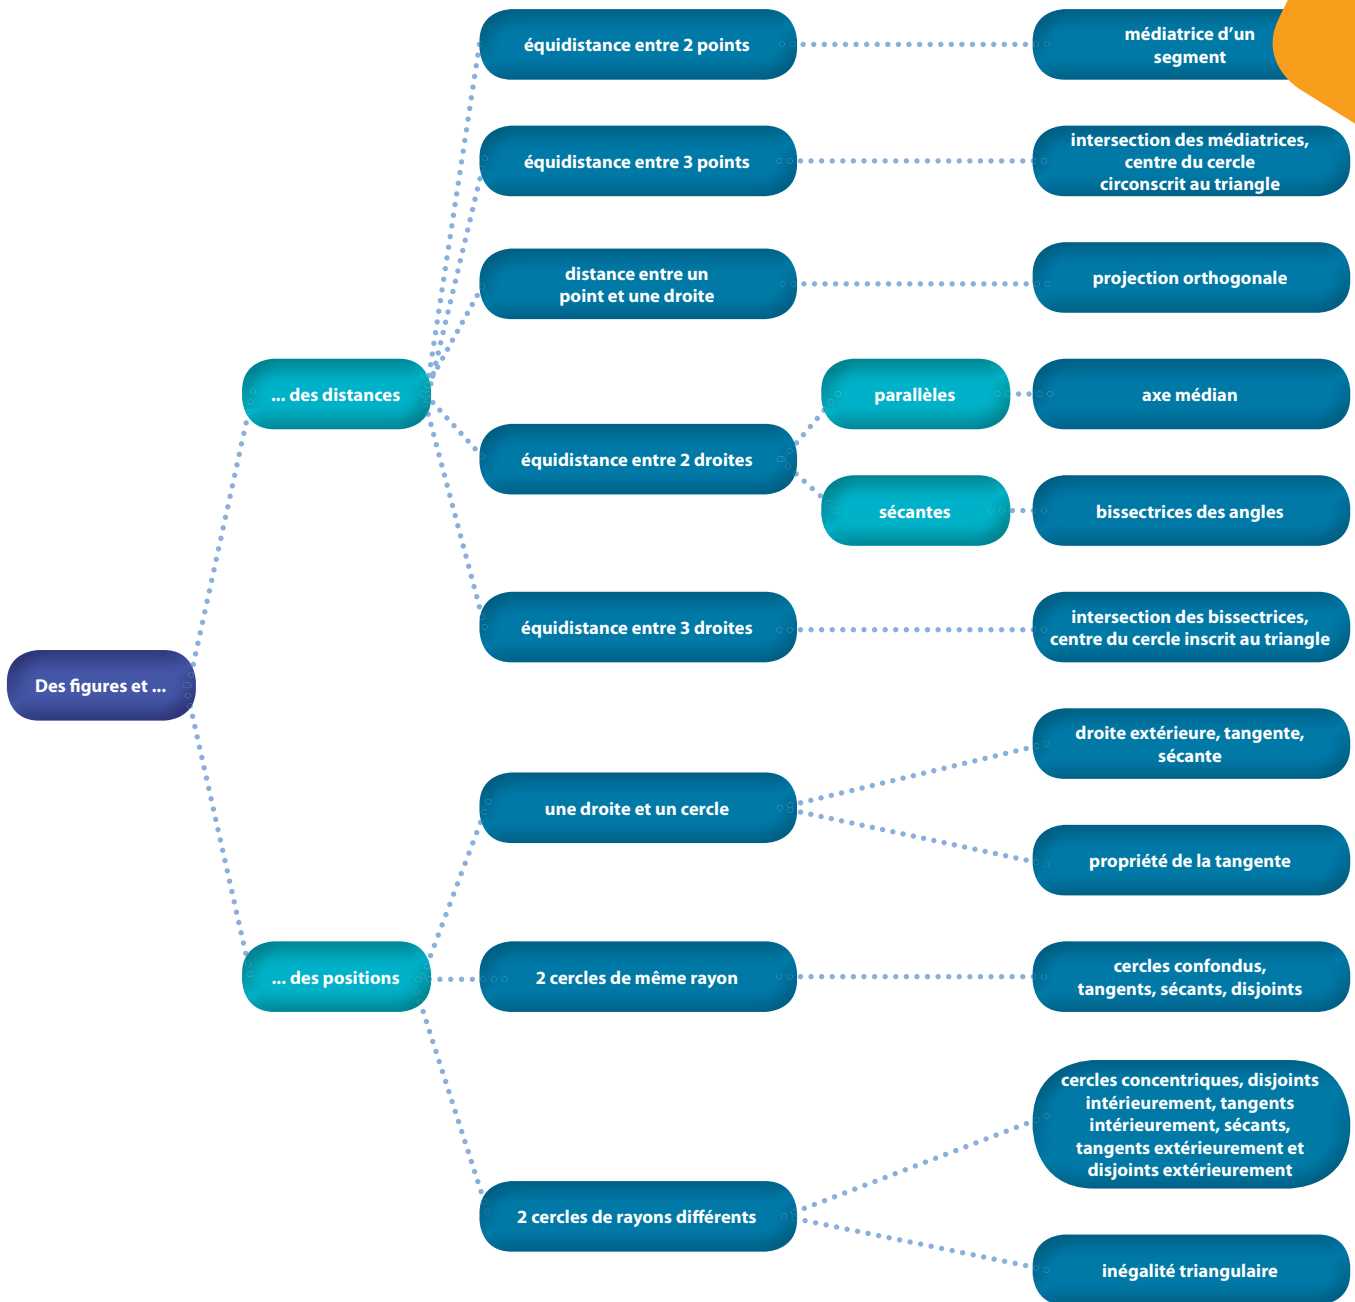 équidistance entre 2 points
médiatrice d’un
segment
équidistance entre 3 points
intersection des médiatrices,
centre du cercle
circonscrit au triangle
distance entre un
point et une droite
projection orthogonale
... des distances
équidistance entre 2 droites
parallèles
axe médian
sécantes
bissectrices des angles
équidistance entre 3 droites
intersection des bissectrices,
centre du cercle inscrit au triangle
Des figures et ...
une droite et un cercle
droite extérieure, tangente,
sécante
propriété de la tangente
... des positions
2 cercles de même rayon
cercles confondus,
tangents, sécants, disjoints
2 cercles de rayons différents
cercles concentriques, disjoints
intérieurement, tangents
intérieurement, sécants,
tangents extérieurement et
disjoints extérieurement
inégalité triangulaire